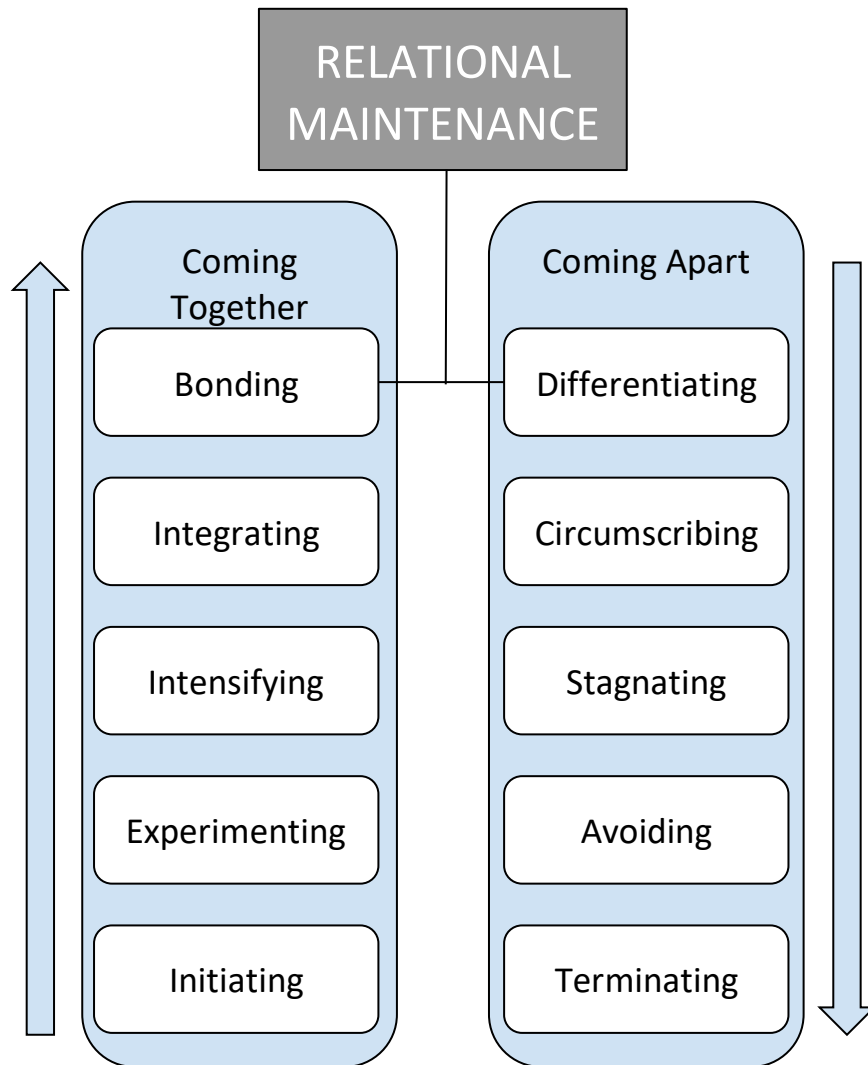 RELATIONAL
MAINTENANCE
Coming
Together
Bonding
Integrating
Intensifying
Experimenting
Initiating
Coming Apart
Differentiating
Circumscribing
Stagnating
Avoiding
Terminating